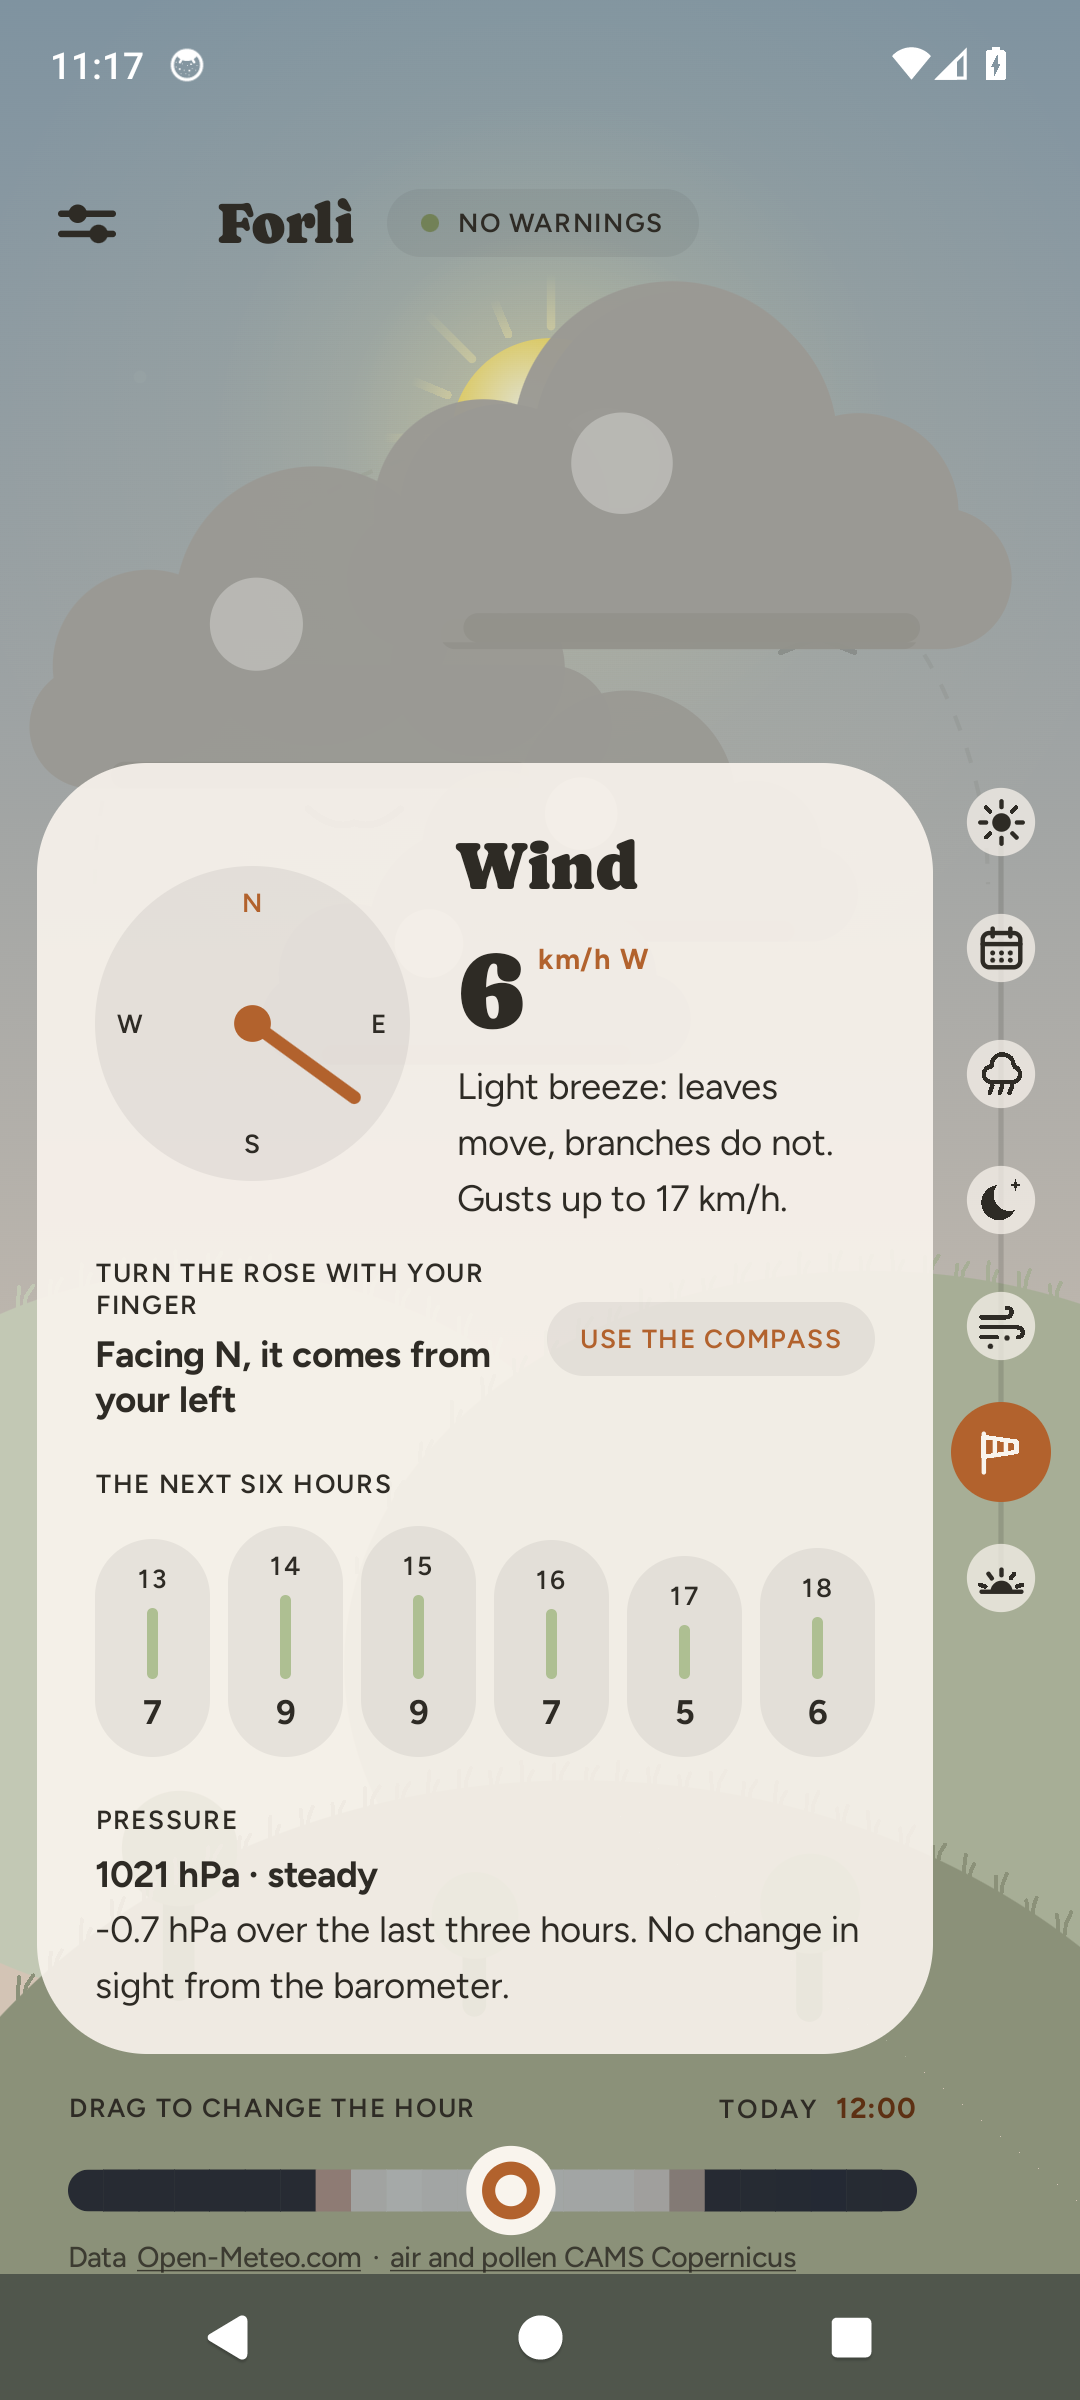 11:17
Forlì
NO WARNINGS
Wind
6 km/h W
Light breeze: leaves
move, branches do not.
Gusts up to 17 km/h.
N
W
E
S
TURN THE ROSE WITH YOUR
FINGER
Facing N, it comes from
your left
USE THE COMPASS
THE NEXT SIX HOURS
13 14 15 16 17 18
7 9 9 7 5 6
PRESSURE
1021 hPa · steady
-0.7 hPa over the last three hours. No change in
sight from the barometer.
DRAG TO CHANGE THE HOUR
TODAY 12:00
Data Open-Meteo.com · air and pollen CAMS Copernicus